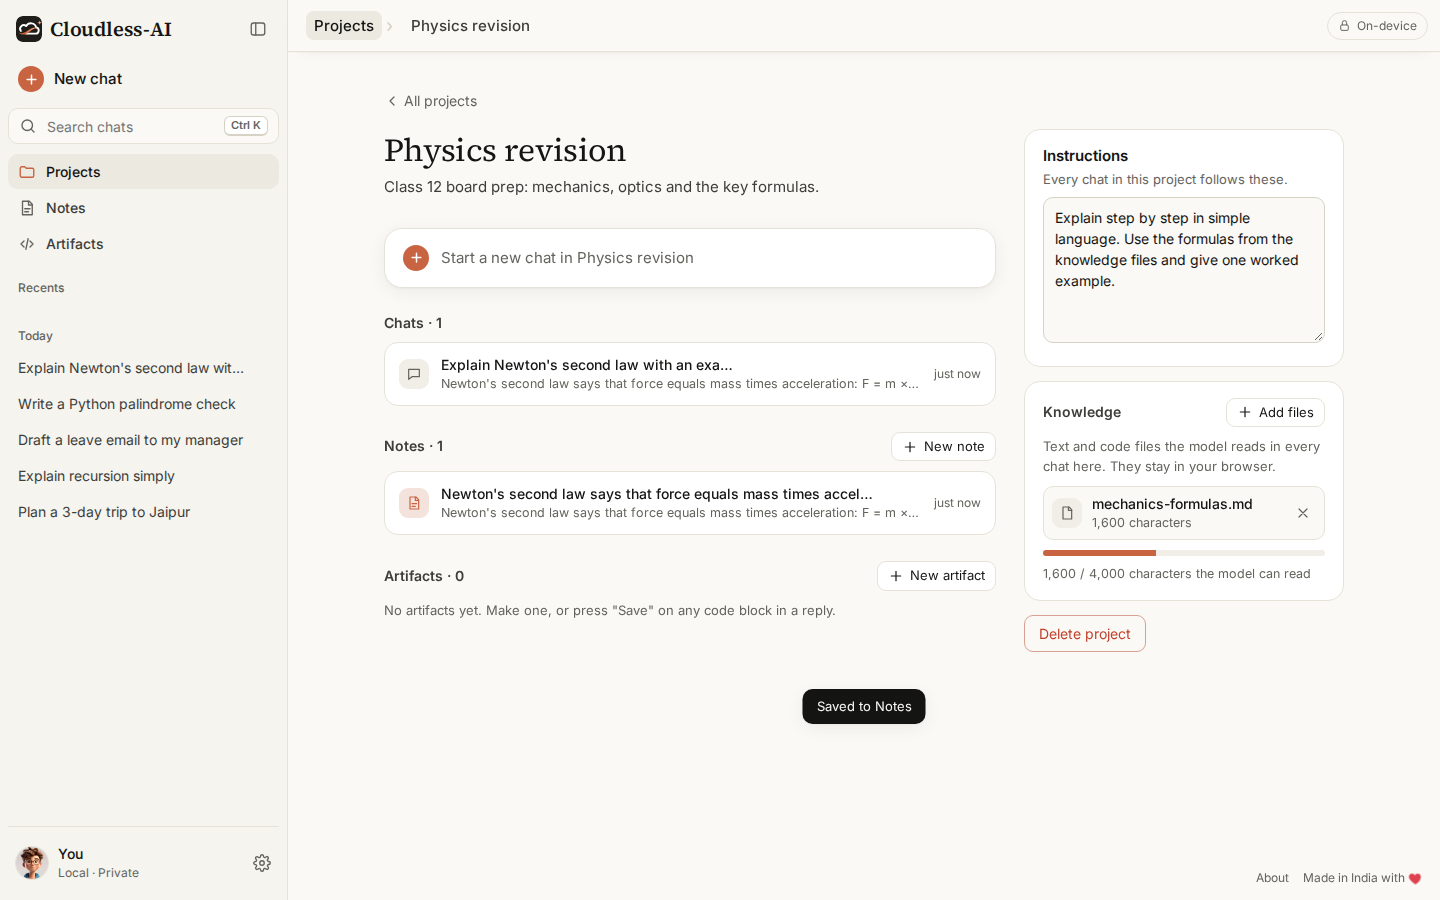 Cloudless-AI
New chat
Search chats
Ctrl K
Projects
Notes
Artifacts
Recents
Today
Explain Newton's second law wit...
Write a Python palindrome check
Draft a leave email to my manager
Explain recursion simply
Plan a 3-day trip to Jaipur
You
Local · Private
Projects
Physics revision
On-device
All projects
Physics revision
Class 12 board prep: mechanics, optics and the key formulas.
Start a new chat in Physics revision
Chats · 1
Explain Newton's second law with an exa...
Newton's second law says that force equals mass times acceleration: F = m ×...
just now
Notes · 1
New note
Newton's second law says that force equals mass times accel...
Newton's second law says that force equals mass times acceleration: F = m ×...
just now
Artifacts · 0
New artifact
No artifacts yet. Make one, or press "Save" on any code block in a reply.
Instructions
Every chat in this project follows these.
Explain step by step in simple
language. Use the formulas from the
knowledge files and give one worked
example.
Knowledge
Add files
Text and code files the model reads in every
chat here. They stay in your browser.
mechanics-formulas.md
1,600 characters
1,600 / 4,000 characters the model can read
Delete project
Saved to Notes
About
Made in India with